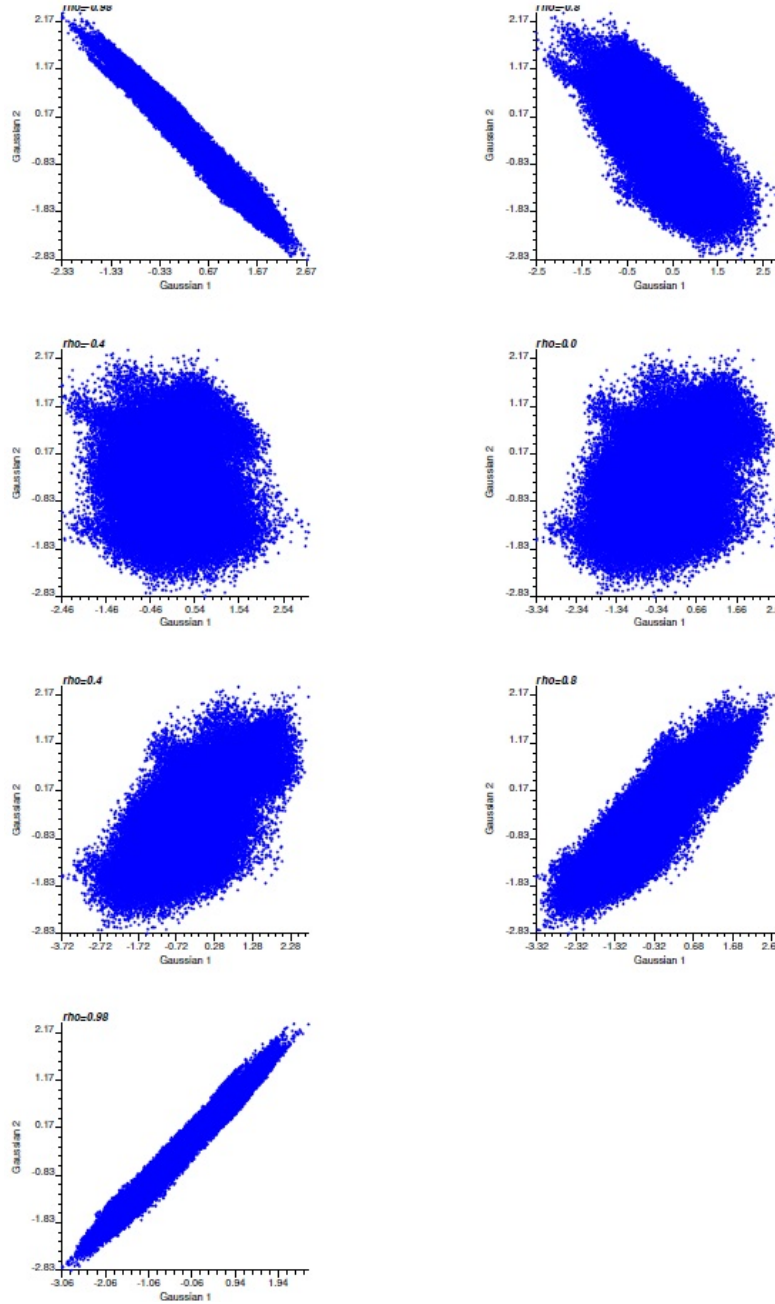 rho=-0.98
2.17
1.17
0.17
-0.83
-1.83
-2.83
Gaussian 2
-2.33 -1.33 -0.33 0.67 1.67 2.67
Gaussian 1
rho=-0.8
2.17
1.17
0.17
-0.83
-1.83
-2.83
Gaussian 2
-2.5 -1.5 -0.5 0.5 1.5 2.5
Gaussian 1
rho=-0.4
2.17
1.17
0.17
-0.83
-1.83
-2.83
Gaussian 2
-2.46 -1.46 -0.46 0.54 1.54 2.54
Gaussian 1
rho=0.0
2.17
1.17
0.17
-0.83
-1.83
-2.83
Gaussian 2
-3.34 -2.34 -1.34 -0.34 0.66 1.66
Gaussian 1
rho=0.4
2.17
1.17
0.17
-0.83
-1.83
-2.83
Gaussian 2
-3.72 -2.72 -1.72 -0.72 0.28 1.28 2.28
Gaussian 1
rho=0.8
2.17
1.17
0.17
-0.83
-1.83
-2.83
Gaussian 2
-3.32 -2.32 -1.32 -0.32 0.68 1.68
Gaussian 1
rho=0.98
2.17
1.17
0.17
-0.83
-1.83
-2.83
Gaussian 2
-3.06 -2.06 -1.06 -0.06 0.94 1.94
Gaussian 1